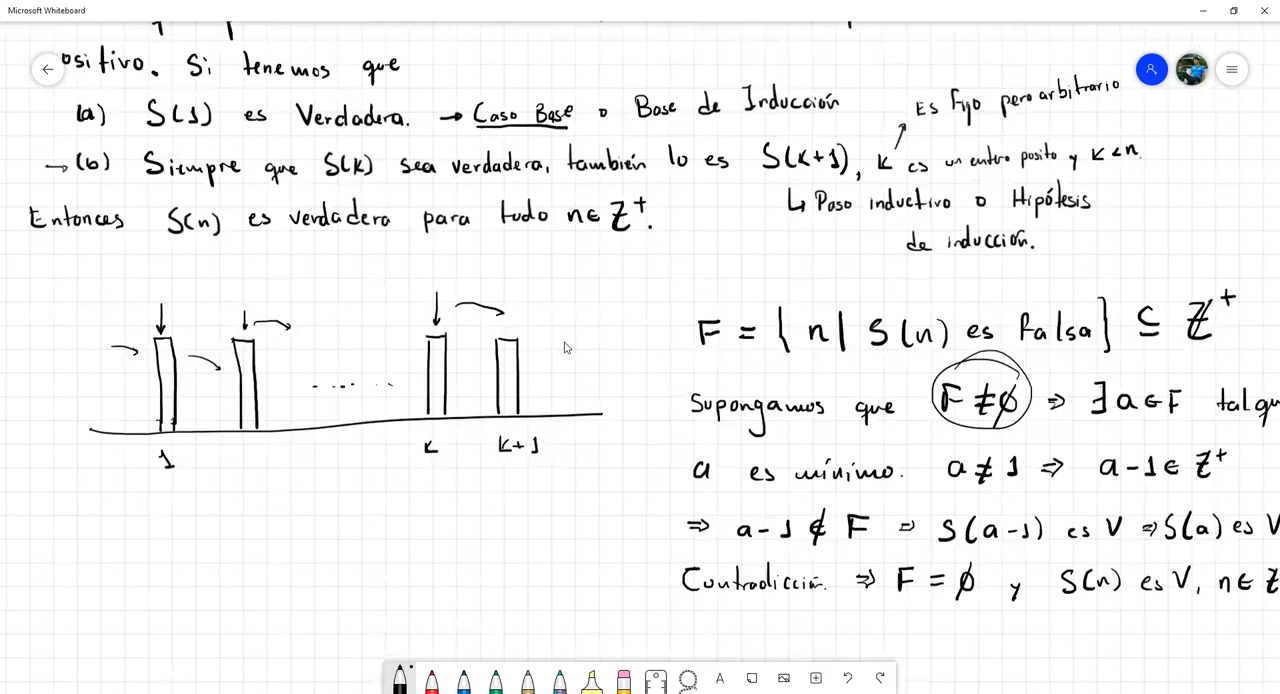 Microsoft Whiteboard
ositivo. Si tenemos que
(a) S(1) es Verdadera. → Caso Base o Base de Inducción
Es Fijo pero arbitrario
→ (b) Siempre que S(k) sea verdadera, también lo es S(k+1), k es un entero posito y k<n.
↳ Paso inductivo o Hipótesis
de inducción.
Entonces S(n) es verdadera para todo n∈Z⁺.
1
k
k+1
F = { n | S(n) es falsa } ⊆ Z⁺
Supongamos que F≠∅ ⇒ ∃a∈F tal qu
a es mínimo. a≠1 ⇒ a-1∈Z⁺
⇒ a-1∉F ⇒ S(a-1) es V ⇒ S(a) es V
Contradicción. ⇒ F=∅ y S(n) es V, n∈Z
A